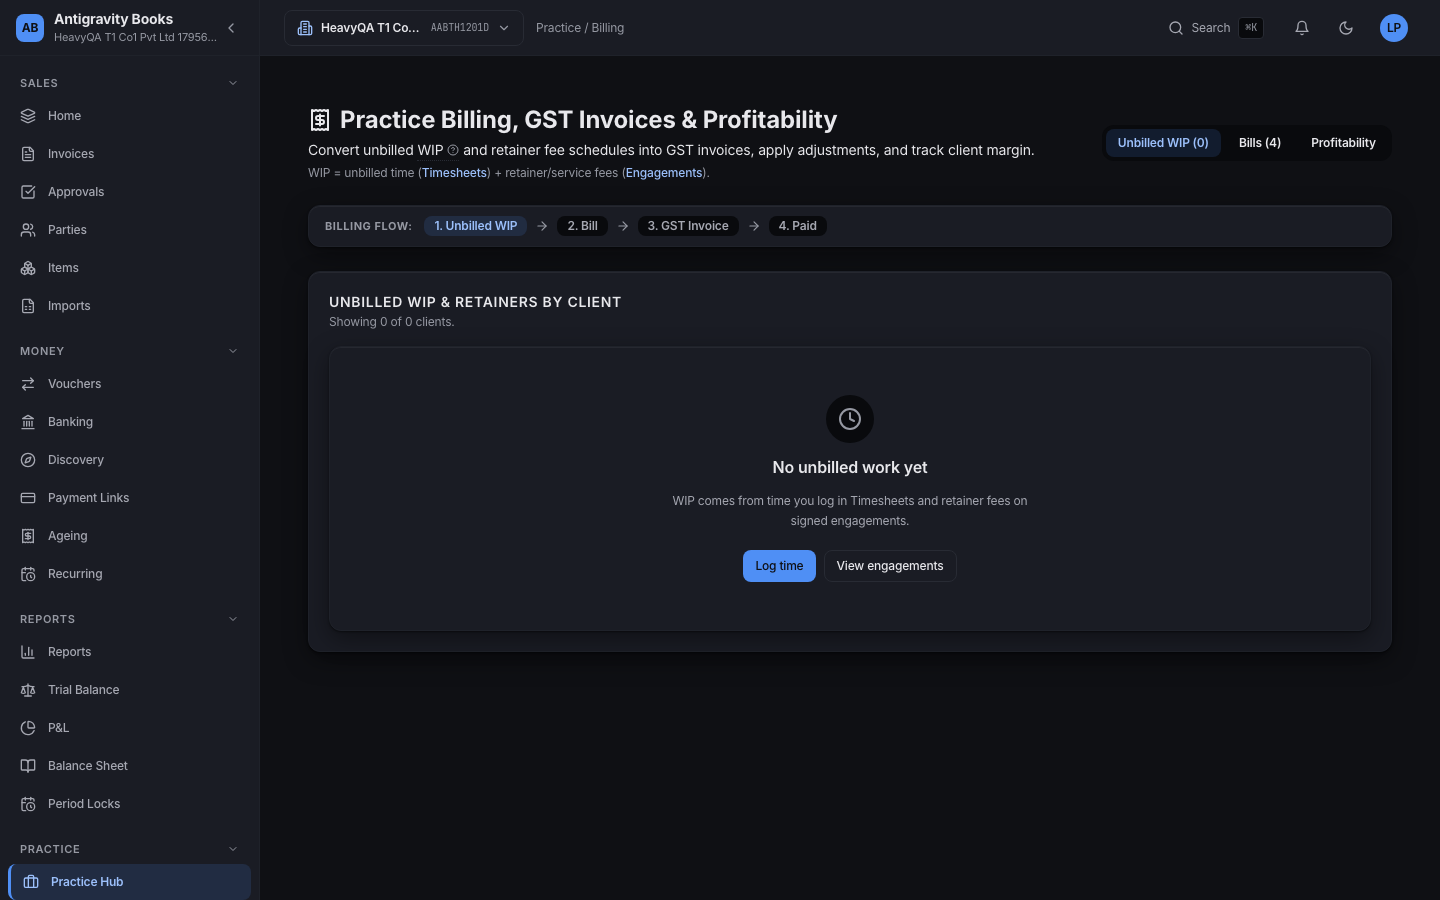 AB
Antigravity Books
HeavyQA T1 Co1 Pvt Ltd 17956...
HeavyQA T1 Co... AABTH1201D
Practice / Billing
Search ⌘K
LP
SALES
Home
Invoices
Approvals
Parties
Items
Imports
MONEY
Vouchers
Banking
Discovery
Payment Links
Ageing
Recurring
REPORTS
Reports
Trial Balance
P&L
Balance Sheet
Period Locks
PRACTICE
Practice Hub
Practice Billing, GST Invoices & Profitability
Convert unbilled WIP and retainer fee schedules into GST invoices, apply adjustments, and track client margin.
WIP = unbilled time (Timesheets) + retainer/service fees (Engagements).
Unbilled WIP (0) Bills (4) Profitability
BILLING FLOW: 1. Unbilled WIP → 2. Bill → 3. GST Invoice → 4. Paid
UNBILLED WIP & RETAINERS BY CLIENT
Showing 0 of 0 clients.
No unbilled work yet
WIP comes from time you log in Timesheets and retainer fees on
signed engagements.
Log time View engagements